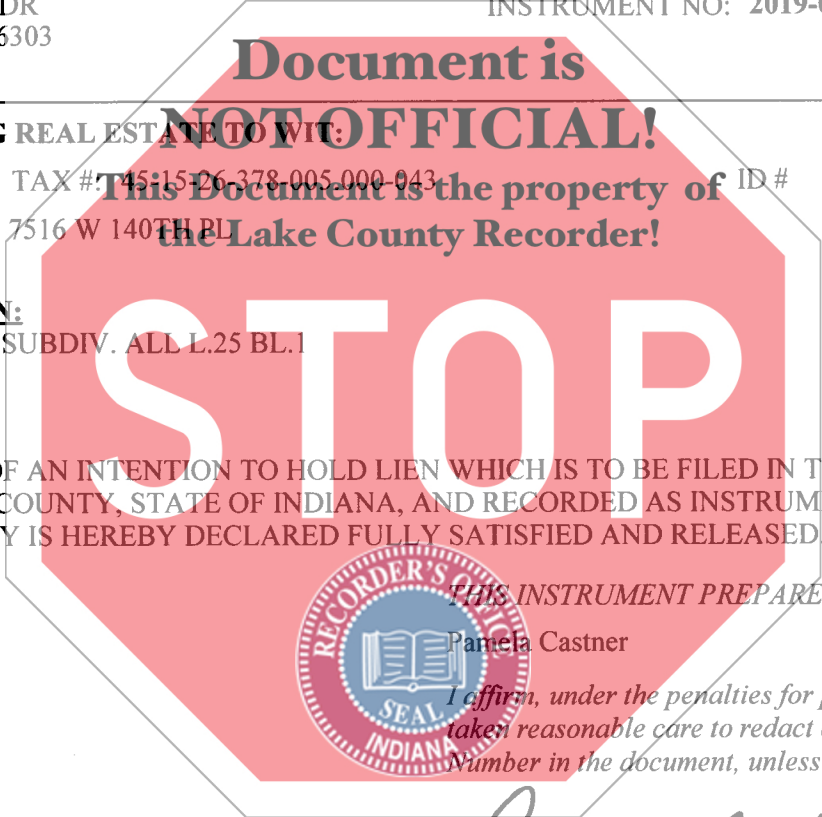 DR INSTRUMENT NO: 2019-0
6303
Document is
NOT OFFICIAL!
G REAL ESTATE TO WIT:
TAX #: 45-15-26-378-005.000-043 ID #
This Document is the property of
7516 W 140TH PL
the Lake County Recorder!
N:
SUBDIV. ALL L.25 BL.1
STOP
OF AN INTENTION TO HOLD LIEN WHICH IS TO BE FILED IN T
COUNTY, STATE OF INDIANA, AND RECORDED AS INSTRUM
Y IS HEREBY DECLARED FULLY SATISFIED AND RELEASED.
RECORDER'S OFFICE
SEAL
INDIANA
THIS INSTRUMENT PREPARE
Pamela Castner
I affirm, under the penalties for p
taken reasonable care to redact
Number in the document, unless